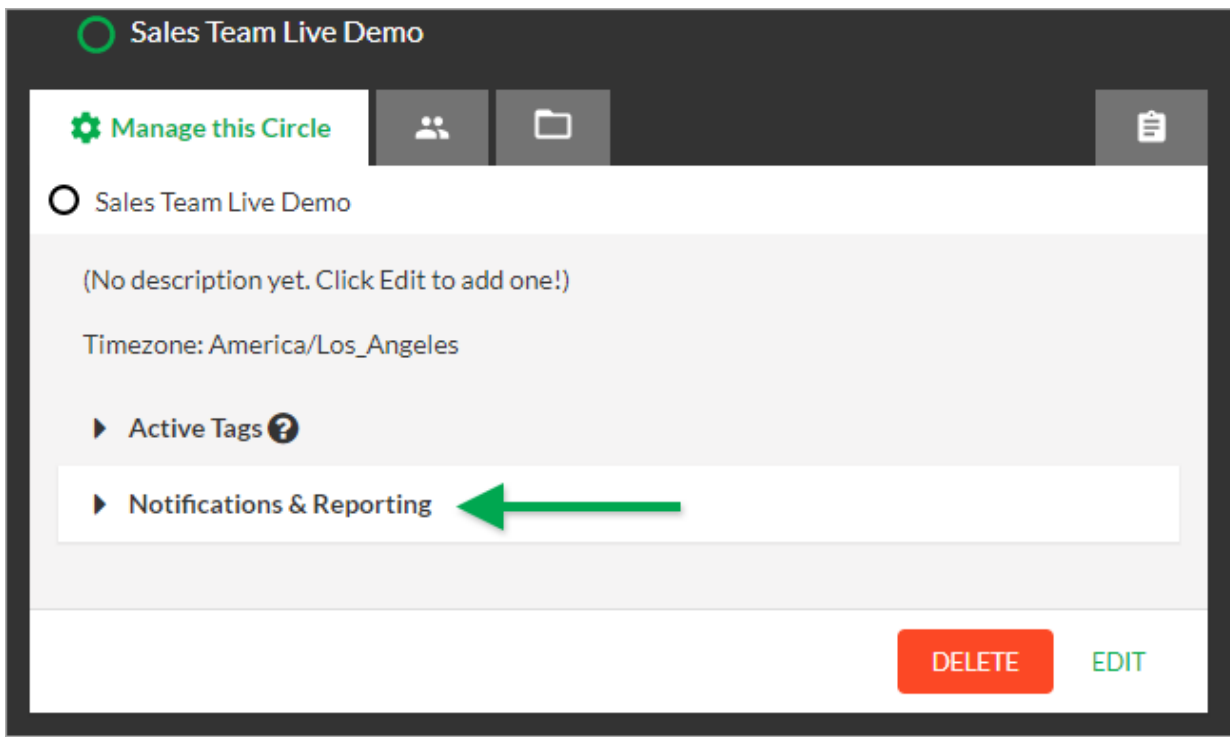 Sales Team Live Demo
Manage this Circle
Sales Team Live Demo
(No description yet. Click Edit to add one!)
Timezone: America/Los_Angeles
Active Tags ?
Notifications & Reporting
DELETE EDIT